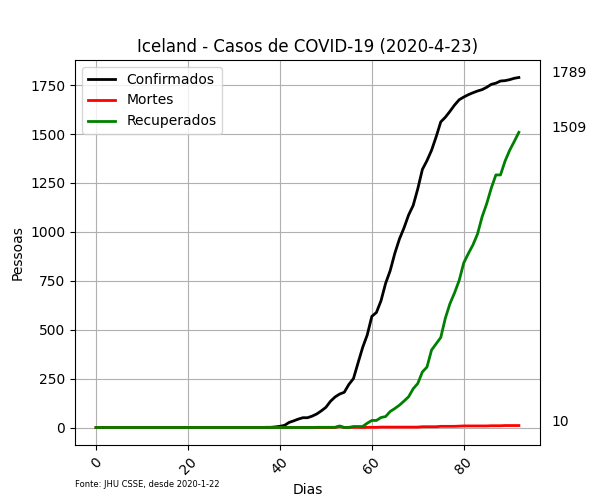 Iceland - Casos de COVID-19 (2020-4-23)
Confirmados
Mortes
Recuperados
1789
1509
10
Pessoas
1750
1500
1250
1000
750
500
250
0
0
20
40
60
80
Dias
Fonte: JHU CSSE, desde 2020-1-22